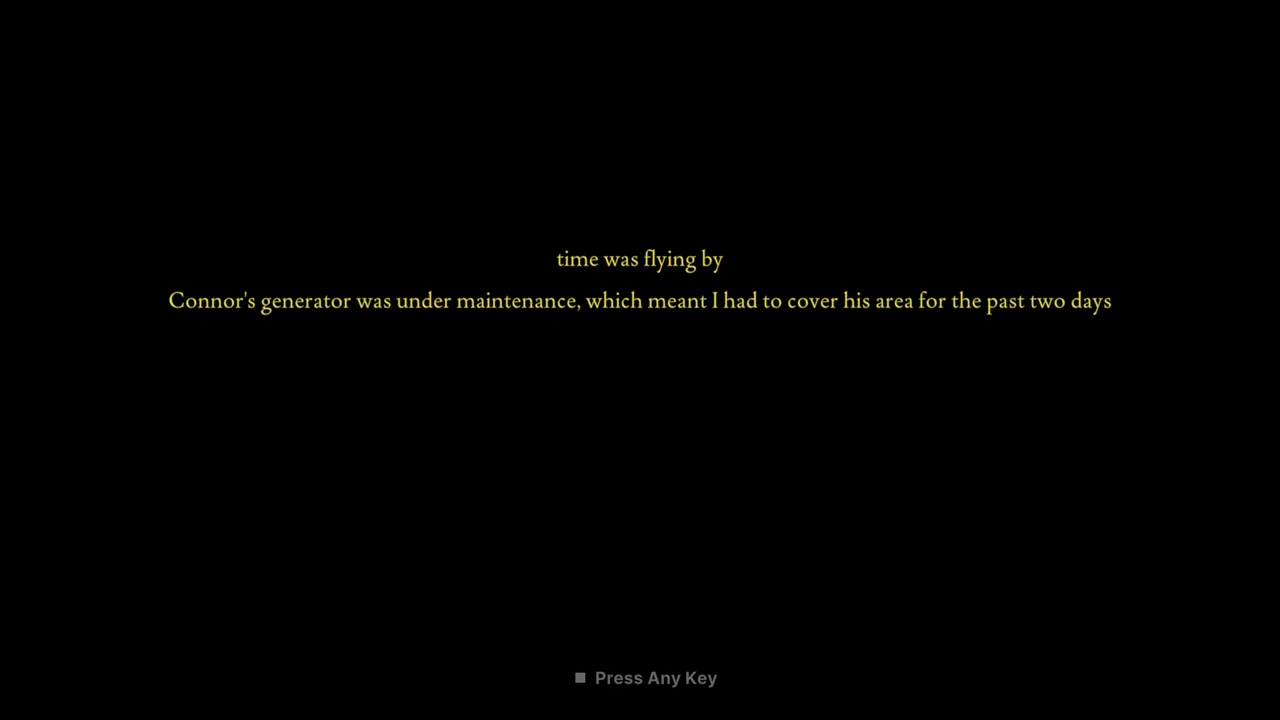 time was flying by
Connor's generator was under maintenance, which meant I had to cover his area for the past two days
Press Any Key